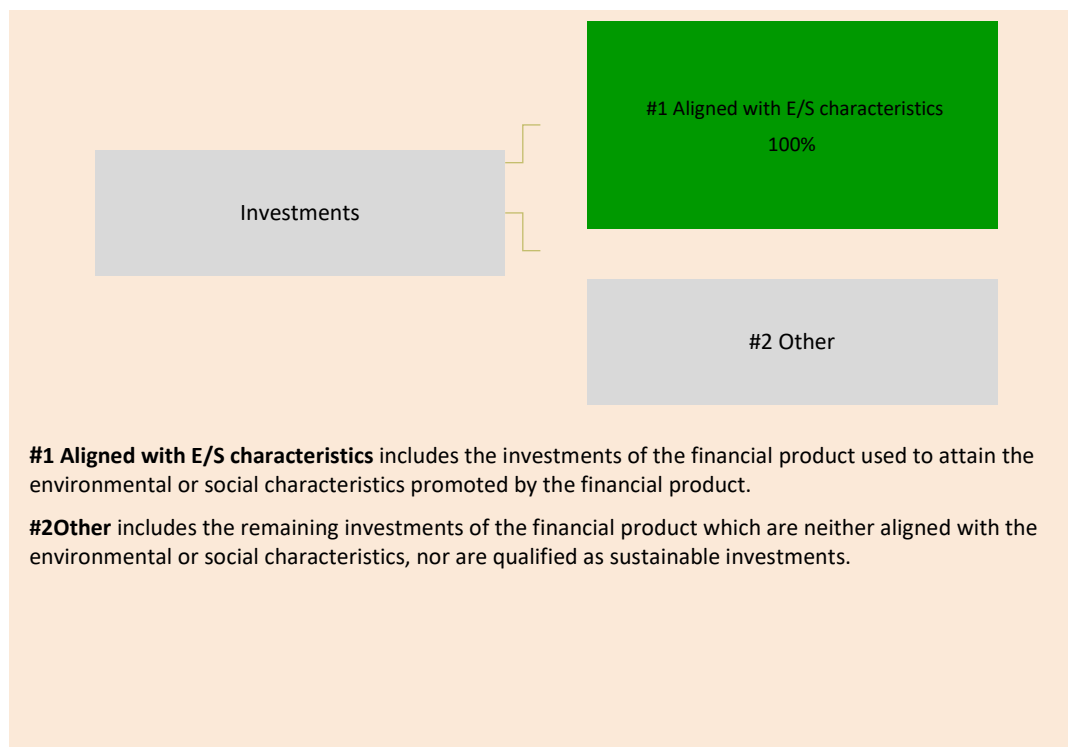 #1 Aligned with E/S characteristics
100%
Investments
#2 Other
#1 Aligned with E/S characteristics includes the investments of the financial product used to attain the
environmental or social characteristics promoted by the financial product.
#2Other includes the remaining investments of the financial product which are neither aligned with the
environmental or social characteristics, nor are qualified as sustainable investments.